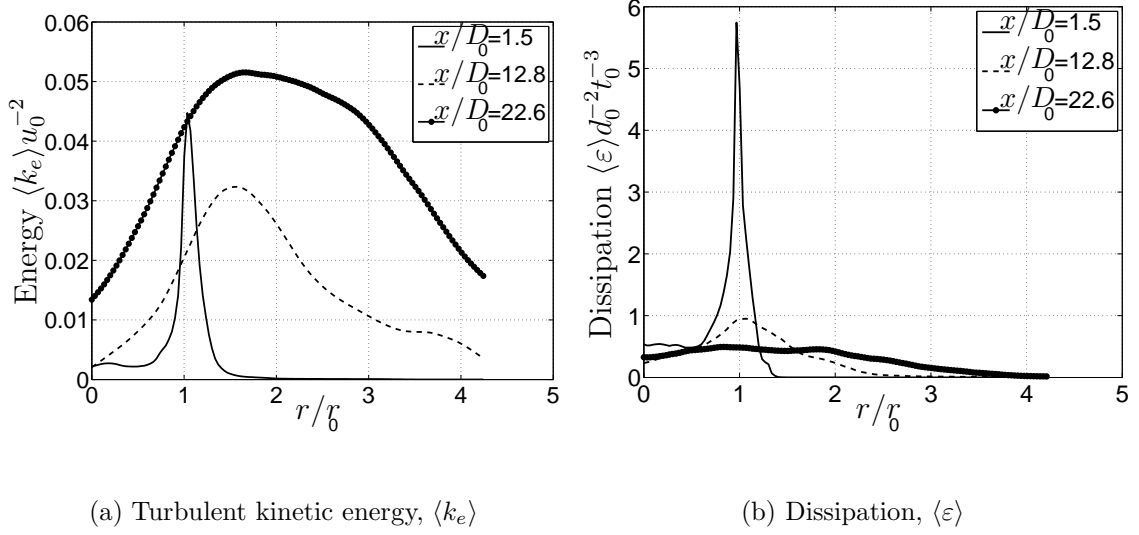 Energy ⟨k_e⟩u_0^{-2}
0.06
0.05
0.04
0.03
0.02
0.01
0
0 1 2 3 4 5
r/r_0
x/D_0=1.5
x/D_0=12.8
x/D_0=22.6
(a) Turbulent kinetic energy, ⟨k_e⟩
Dissipation ⟨ε⟩d_0^{-2}t_0^{-3}
6
5
4
3
2
1
0
0 1 2 3 4 5
r/r_0
x/D_0=1.5
x/D_0=12.8
x/D_0=22.6
(b) Dissipation, ⟨ε⟩